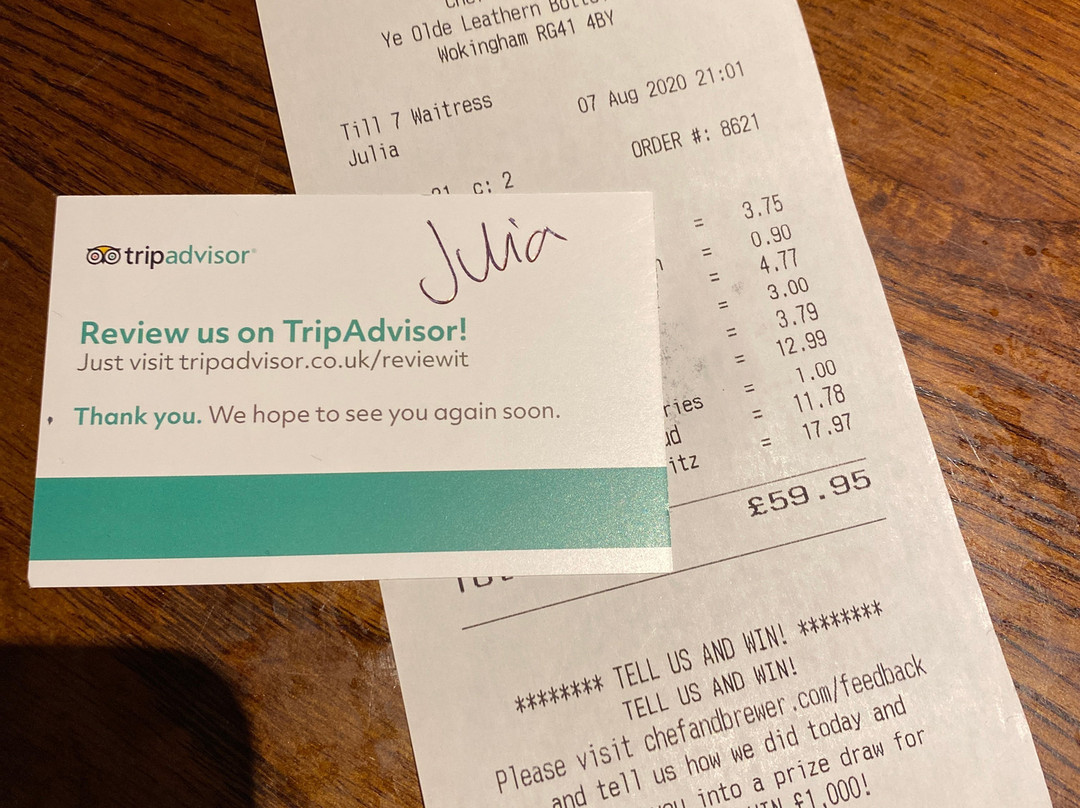 Ye Olde Leathern
Wokingham RG41 4BY
Till 7 Waitress 07 Aug 2020 21:01
Julia ORDER #: 8621
c: 2
tripadvisor
Julia
Review us on TripAdvisor!
Just visit tripadvisor.co.uk/reviewit
Thank you. We hope to see you again soon.
= 3.75
= 0.90
= 4.77
= 3.00
= 3.79
= 12.99
= 1.00
= 11.78
= 17.97
£59.95
******** TELL US AND WIN! ********
TELL US AND WIN!
Please visit chefandbrewer.com/feedback
and tell us how we did today and
into a prize draw for
£1,000!